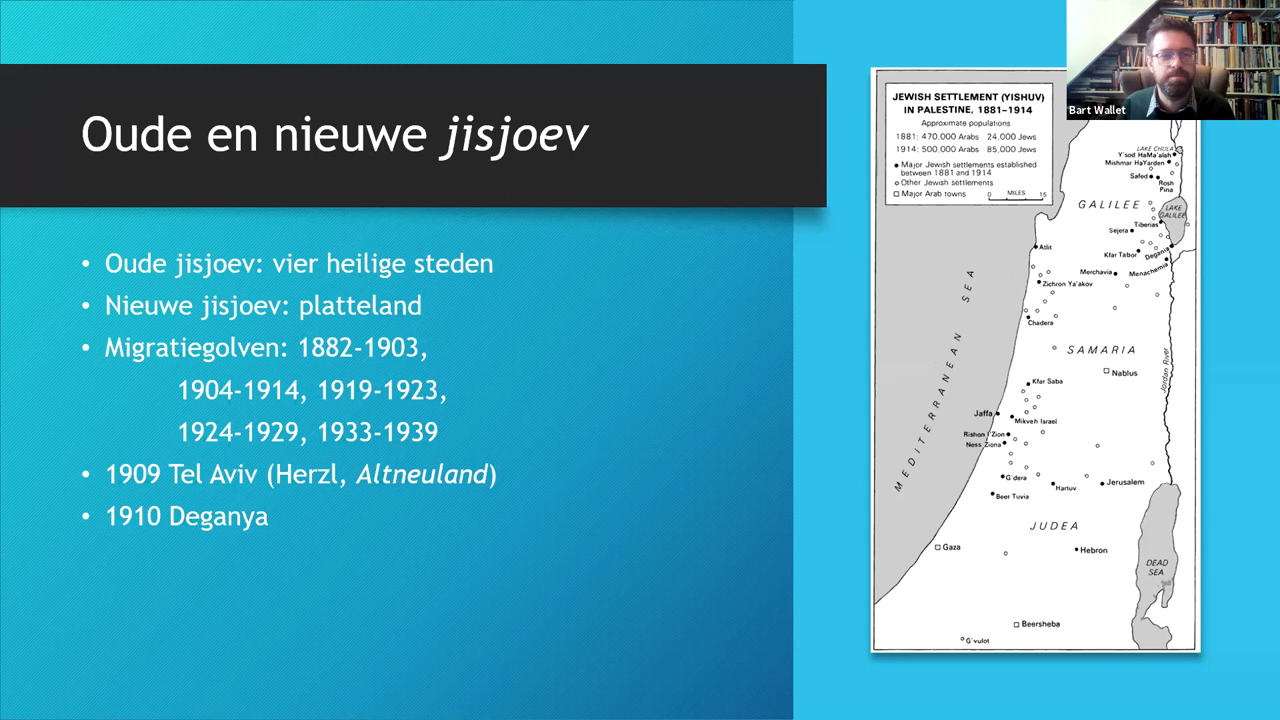 Oude en nieuwe jisjoev
• Oude jisjoev: vier heilige steden
• Nieuwe jisjoev: platteland
• Migratiegolven: 1882-1903,
1904-1914, 1919-1923,
1924-1929, 1933-1939
• 1909 Tel Aviv (Herzl, Altneuland)
• 1910 Deganya
Bart Wallet
JEWISH SETTLEMENT (YISHUV)
IN PALESTINE, 1881–1914
Approximate populations
1881: 470,000 Arabs 24,000 Jews
1914: 500,000 Arabs 85,000 Jews
Major Jewish settlements established
between 1881 and 1914
Other Jewish settlements
Major Arab towns
0 MILES 15
LAKE CHULA
Y'sod HaMa'alah
Mishmar HaYarden
Safed
Rosh
Pina
GALILEE
LAKE
GALILEE
Tiberias
Sejera
Atlit
Kfar Tabor
Degania
Merchavia
Menachemia
Zichron Ya'akov
Chadera
MEDITERRANEAN SEA
SAMARIA
Jordan River
Nablus
Kfar Saba
Jaffa
Mikveh Israel
Rishon l'Zion
Ness Ziona
G'dera
Hartuv
Jerusalem
Beer Tuvia
JUDEA
Gaza
Hebron
DEAD
SEA
Beersheba
G'vulot